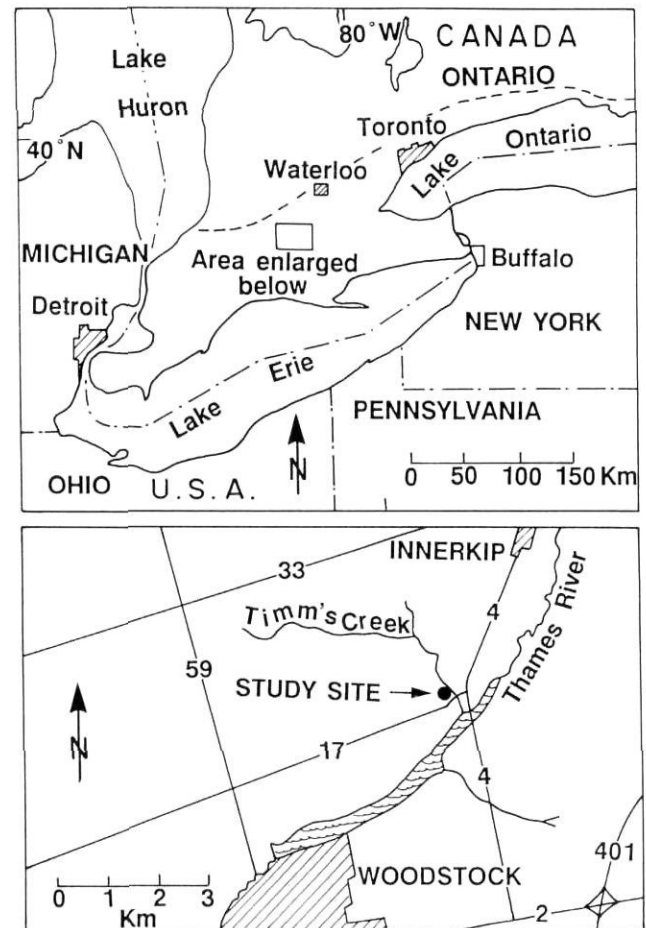 80°W
CANADA
Lake
Huron
ONTARIO
Toronto
40°N
Lake Ontario
Waterloo
MICHIGAN
Area enlarged
below
Buffalo
Detroit
NEW YORK
Lake Erie
PENNSYLVANIA
N
OHIO
U.S.A.
0 50 100 150 Km
INNERKIP
33
4
Timm's Creek
Thames River
59
STUDY SITE
N
17
4
401
WOODSTOCK
0 1 2 3
Km
2